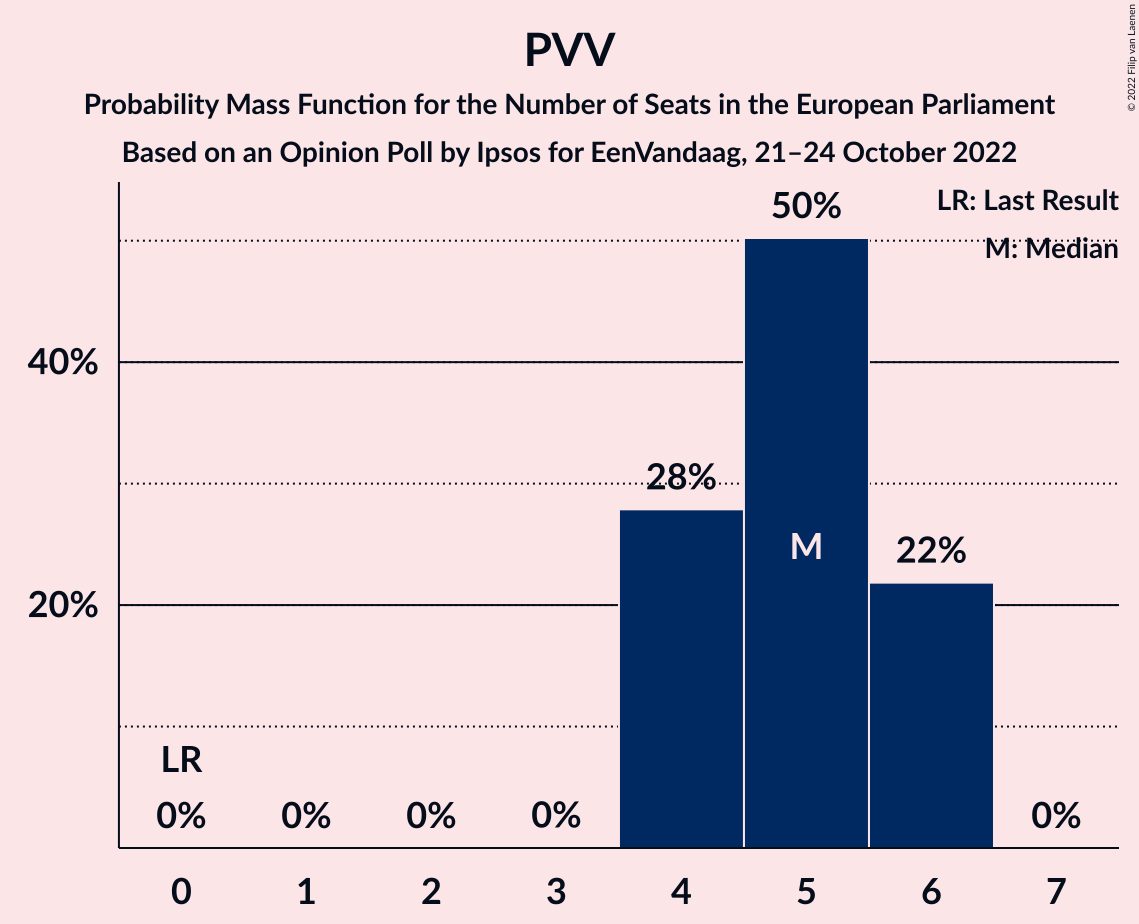 PVV
Probability Mass Function for the Number of Seats in the European Parliament
Based on an Opinion Poll by Ipsos for EenVandaag, 21–24 October 2022
© 2022 Filip van Laenen
LR: Last Result
M: Median
50%
40%
28%
M
22%
20%
LR
0% 0% 0% 0% 0%
0 1 2 3 4 5 6 7